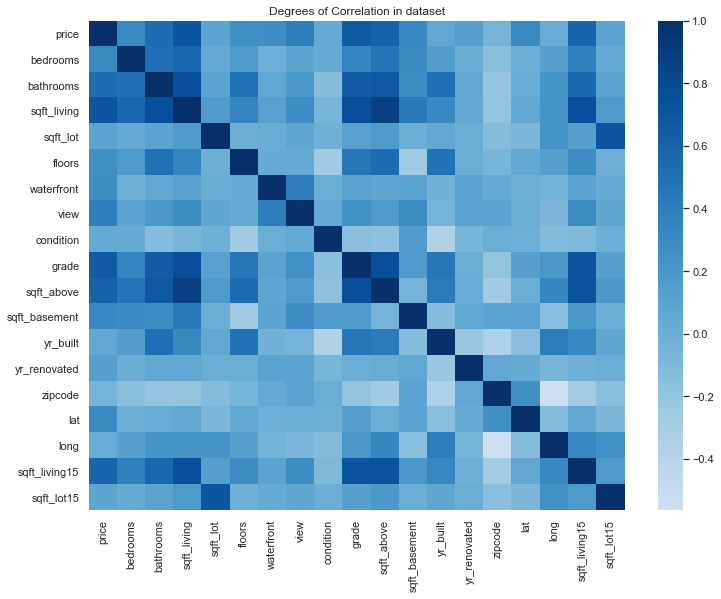 Degrees of Correlation in dataset
price
bedrooms
bathrooms
sqft_living
sqft_lot
floors
waterfront
view
condition
grade
sqft_above
sqft_basement
yr_built
yr_renovated
zipcode
lat
long
sqft_living15
sqft_lot15
price
bedrooms
bathrooms
sqft_living
sqft_lot
floors
waterfront
view
condition
grade
sqft_above
sqft_basement
yr_built
yr_renovated
zipcode
lat
long
sqft_living15
sqft_lot15
1.0
0.8
0.6
0.4
0.2
0.0
−0.2
−0.4